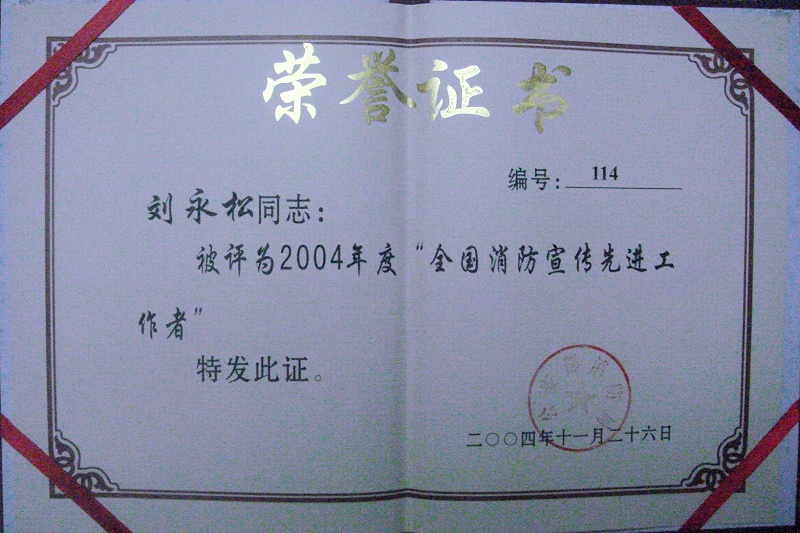 荣誉证书
编号：114
刘永松同志：
被评为2004年度“全国消防宣传先进工
作者”
特发此证。
二〇〇四年十一月二十六日